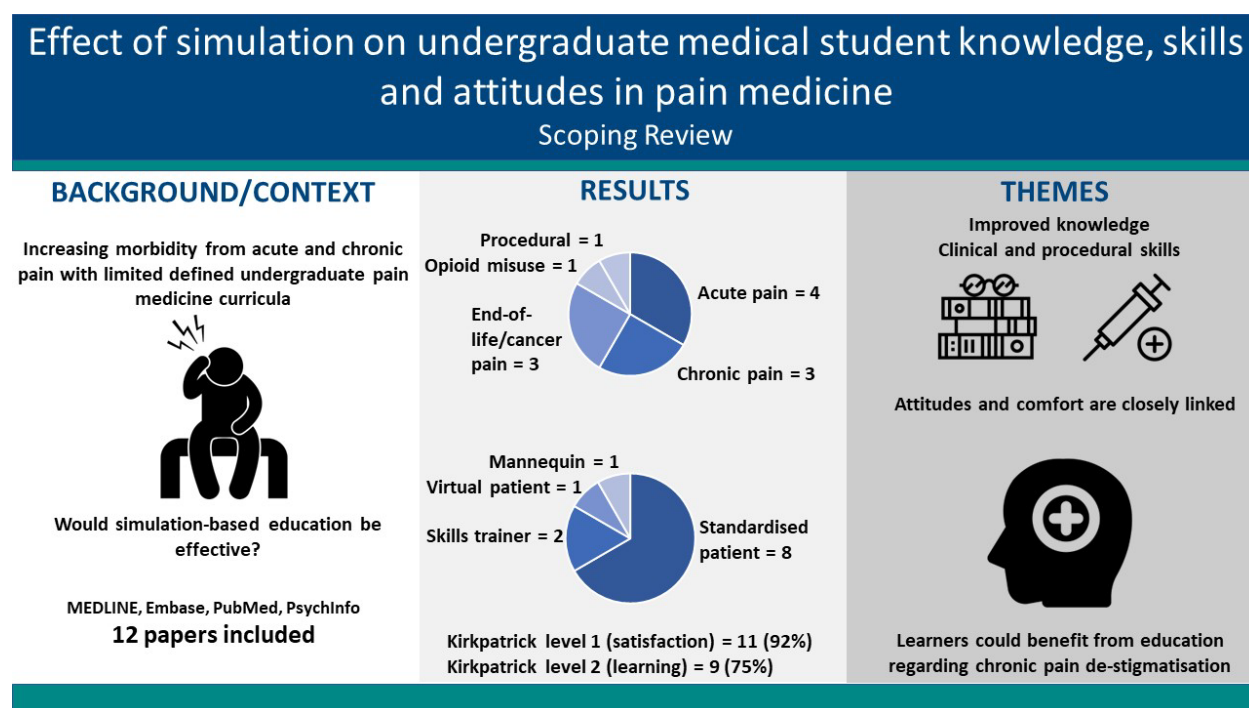 Effect of simulation on undergraduate medical student knowledge, skills
and attitudes in pain medicine
Scoping Review
BACKGROUND/CONTEXT
Increasing morbidity from acute and chronic
pain with limited defined undergraduate pain
medicine curricula
Would simulation-based education be
effective?
MEDLINE, Embase, PubMed, PsychInfo
12 papers included
RESULTS
Procedural = 1
Opioid misuse = 1
End-of-
life/cancer
pain = 3
Acute pain = 4
Chronic pain = 3
Mannequin = 1
Virtual patient = 1
Skills trainer = 2
Standardised
patient = 8
Kirkpatrick level 1 (satisfaction) = 11 (92%)
Kirkpatrick level 2 (learning) = 9 (75%)
THEMES
Improved knowledge
Clinical and procedural skills
Attitudes and comfort are closely linked
Learners could benefit from education
regarding chronic pain de-stigmatisation